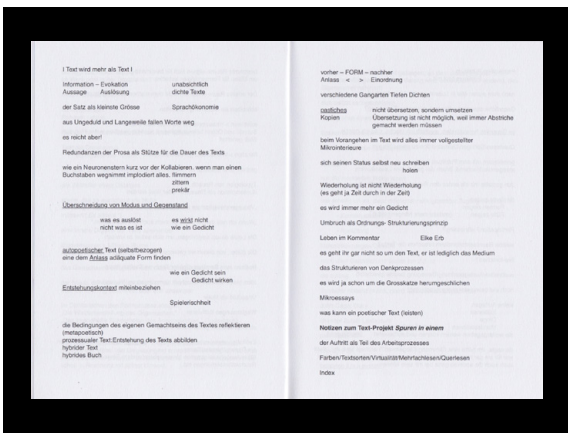 I Text wird mehr als Text I
Information – Evokation unabsichtlich
Aussage Auslösung dichte Texte
der Satz als kleinste Grösse Sprachökonomie
aus Ungeduld und Langeweile fallen Worte weg
es reicht aber!
Redundanzen der Prosa als Stütze für die Dauer des Texts
wie ein Neuronenstern kurz vor der Kollabieren. wenn man einen
Buchstaben wegnimmt implodiert alles, flimmern
zittern
prekär
Überschneidung von Modus und Gegenstand
was es auslöst es wirkt nicht
nicht was es ist wie ein Gedicht
autopoetischer Text (selbstbezogen)
eine dem Anlass adäquate Form finden
wie ein Gedicht sein
Gedicht wirken
Entstehungskontext miteinbeziehen
Spielerischheit
die Bedingungen des eigenen Gemachtseins des Textes reflektieren
(metapoetisch)
prozessualer Text:Entstehung des Texts abbilden
hybrider Text
hybrides Buch
vorher – FORM – nachher
Anlass < > Einordnung
verschiedene Gangarten Tiefen Dichten
nicht übersetzen, sondern umsetzen
Kopien Übersetzung ist nicht möglich, weil immer Abstriche
gemacht werden müssen
beim Vorangehen im Text wird alles immer vollgestellter
Mikrointerieure
sich seinen Status selbst neu schreiben
holen
Wiederholung ist nicht Wiederholung
(es geht ja Zeit durch in der Zeit)
es wird immer mehr ein Gedicht
Umbruch als Ordnungs- Strukturierungsprinzip
Leben im Kommentar Elke Erb
es geht ihr gar nicht so um den Text, er ist lediglich das Medium
des Strukturieren von Denkprozessen
es wird ja schon um die Grosskatze herumgeschlichen
Mikroessays
was kann ein poetischer Text (leisten)
Notizen zum Text-Projekt Spuren in einem
der Auftritt als Teil des Arbeitsprozesses
Farben/Textsorten/Virtualität/Mehrfachlesen/Querlesen
Index